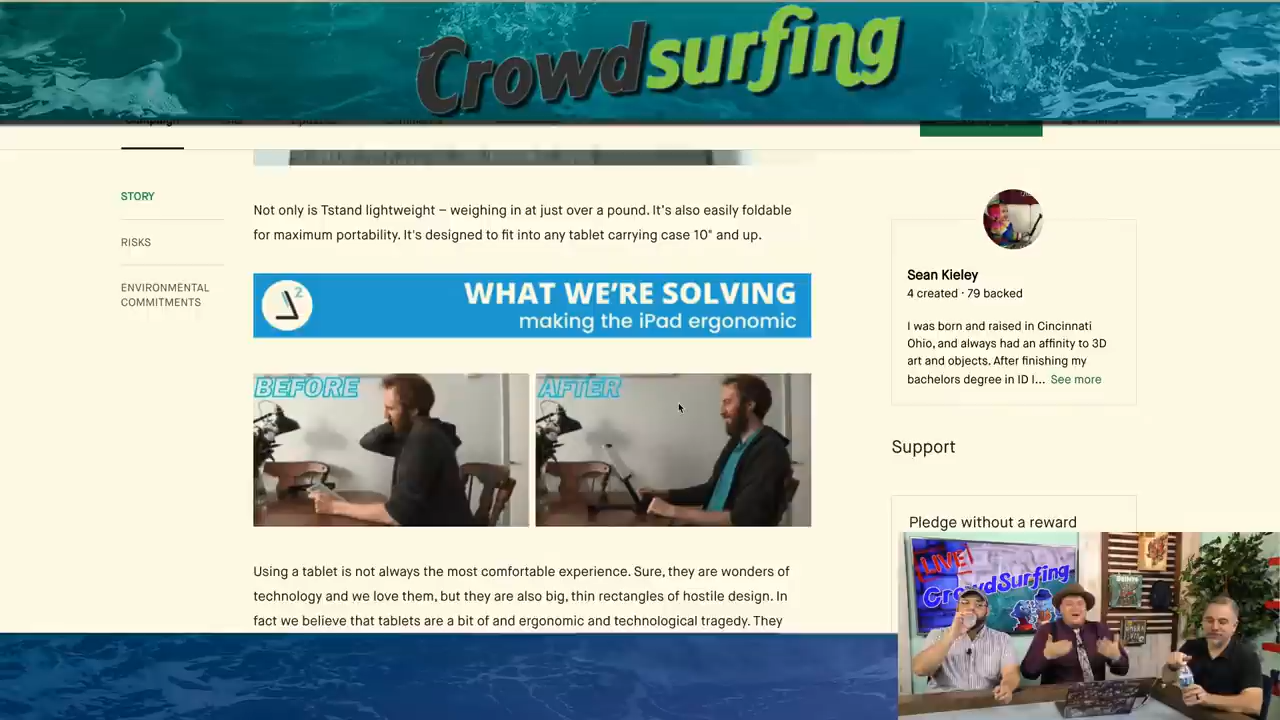 Crowdsurfing
Campaign
STORY
RISKS
ENVIRONMENTAL
COMMITMENTS
Not only is Tstand lightweight – weighing in at just over a pound. It's also easily foldable
for maximum portability. It's designed to fit into any tablet carrying case 10" and up.
2
WHAT WE'RE SOLVING
making the iPad ergonomic
BEFORE
AFTER
Using a tablet is not always the most comfortable experience. Sure, they are wonders of
technology and we love them, but they are also big, thin rectangles of hostile design. In
fact we believe that tablets are a bit of and ergonomic and technological tragedy. They
Sean Kieley
4 created · 79 backed
I was born and raised in Cincinnati
Ohio, and always had an affinity to 3D
art and objects. After finishing my
bachelors degree in ID I... See more
Support
Pledge without a reward
LIVE!
CrowdSurfing